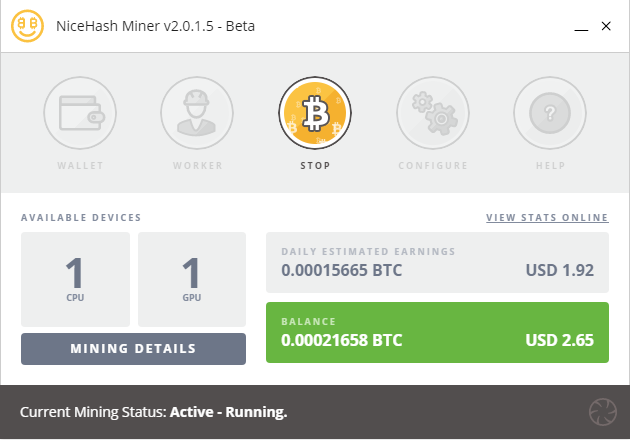 NiceHash Miner v2.0.1.5 - Beta
WALLET
WORKER
STOP
CONFIGURE
HELP
AVAILABLE DEVICES
VIEW STATS ONLINE
1
CPU
1
GPU
MINING DETAILS
DAILY ESTIMATED EARNINGS
0.00015665 BTC
USD 1.92
BALANCE
0.00021658 BTC
USD 2.65
Current Mining Status: Active - Running.